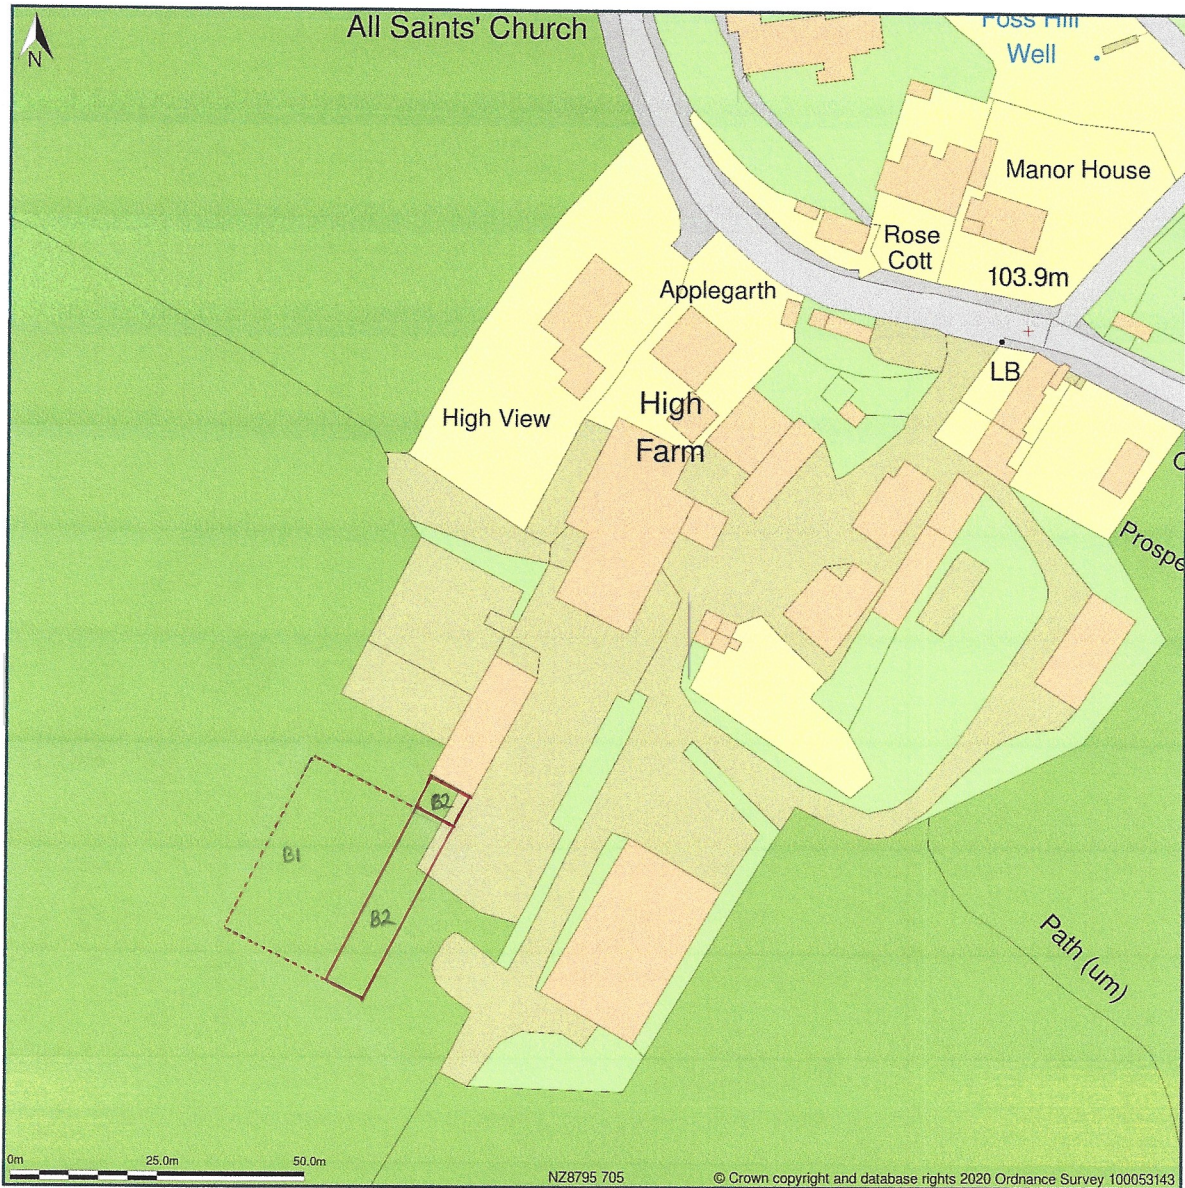 All Saints' Church
Foss Hill
Well
N
Manor House
Rose
Cott
103.9m
Applegarth
LB
High
Farm
High View
Prospe
B2
B1
B2
Path (um)
0m 25.0m 50.0m
NZ8795 705
© Crown copyright and database rights 2020 Ordnance Survey 100053143